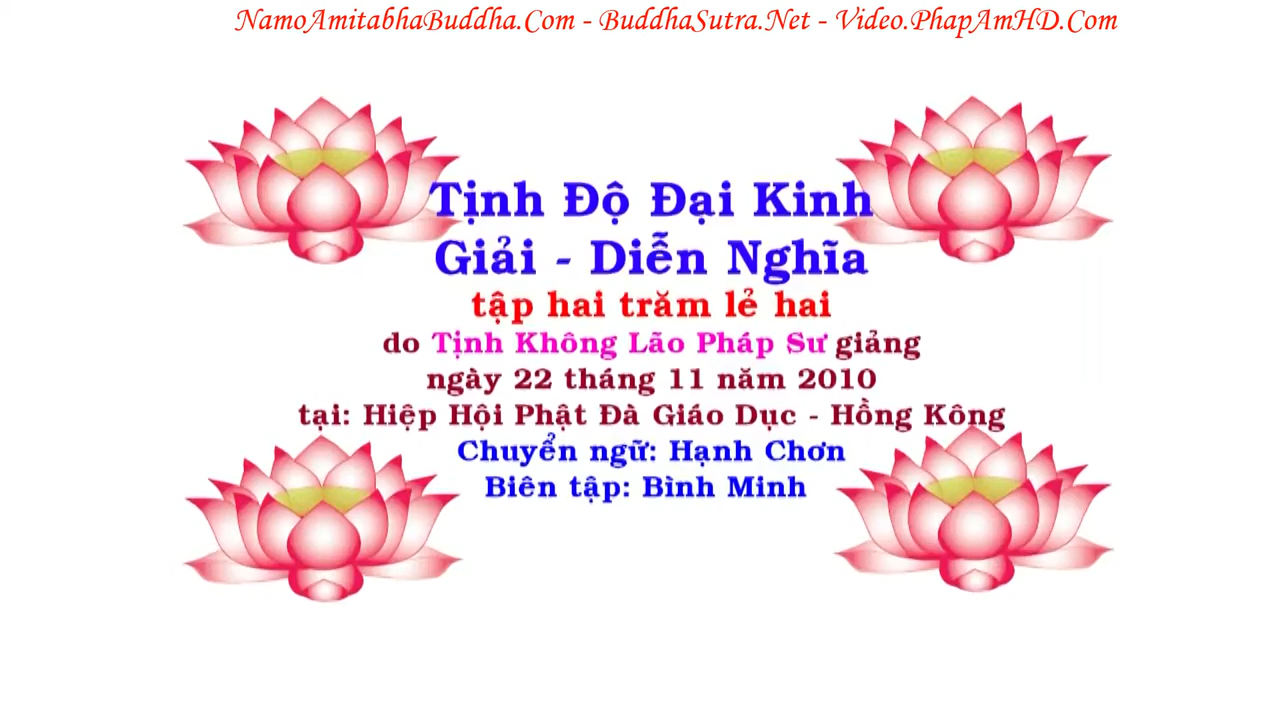 NamoAmitabhaBuddha.Com - BuddhaSutra.Net - Video.PhapAmHD.Com
Tịnh Độ Đại Kinh
Giải - Diễn Nghĩa
tập hai trăm lẻ hai
do Tịnh Không Lão Pháp Sư giảng
ngày 22 tháng 11 năm 2010
tại: Hiệp Hội Phật Đà Giáo Dục - Hồng Kông
Chuyển ngữ: Hạnh Chơn
Biên tập: Bình Minh